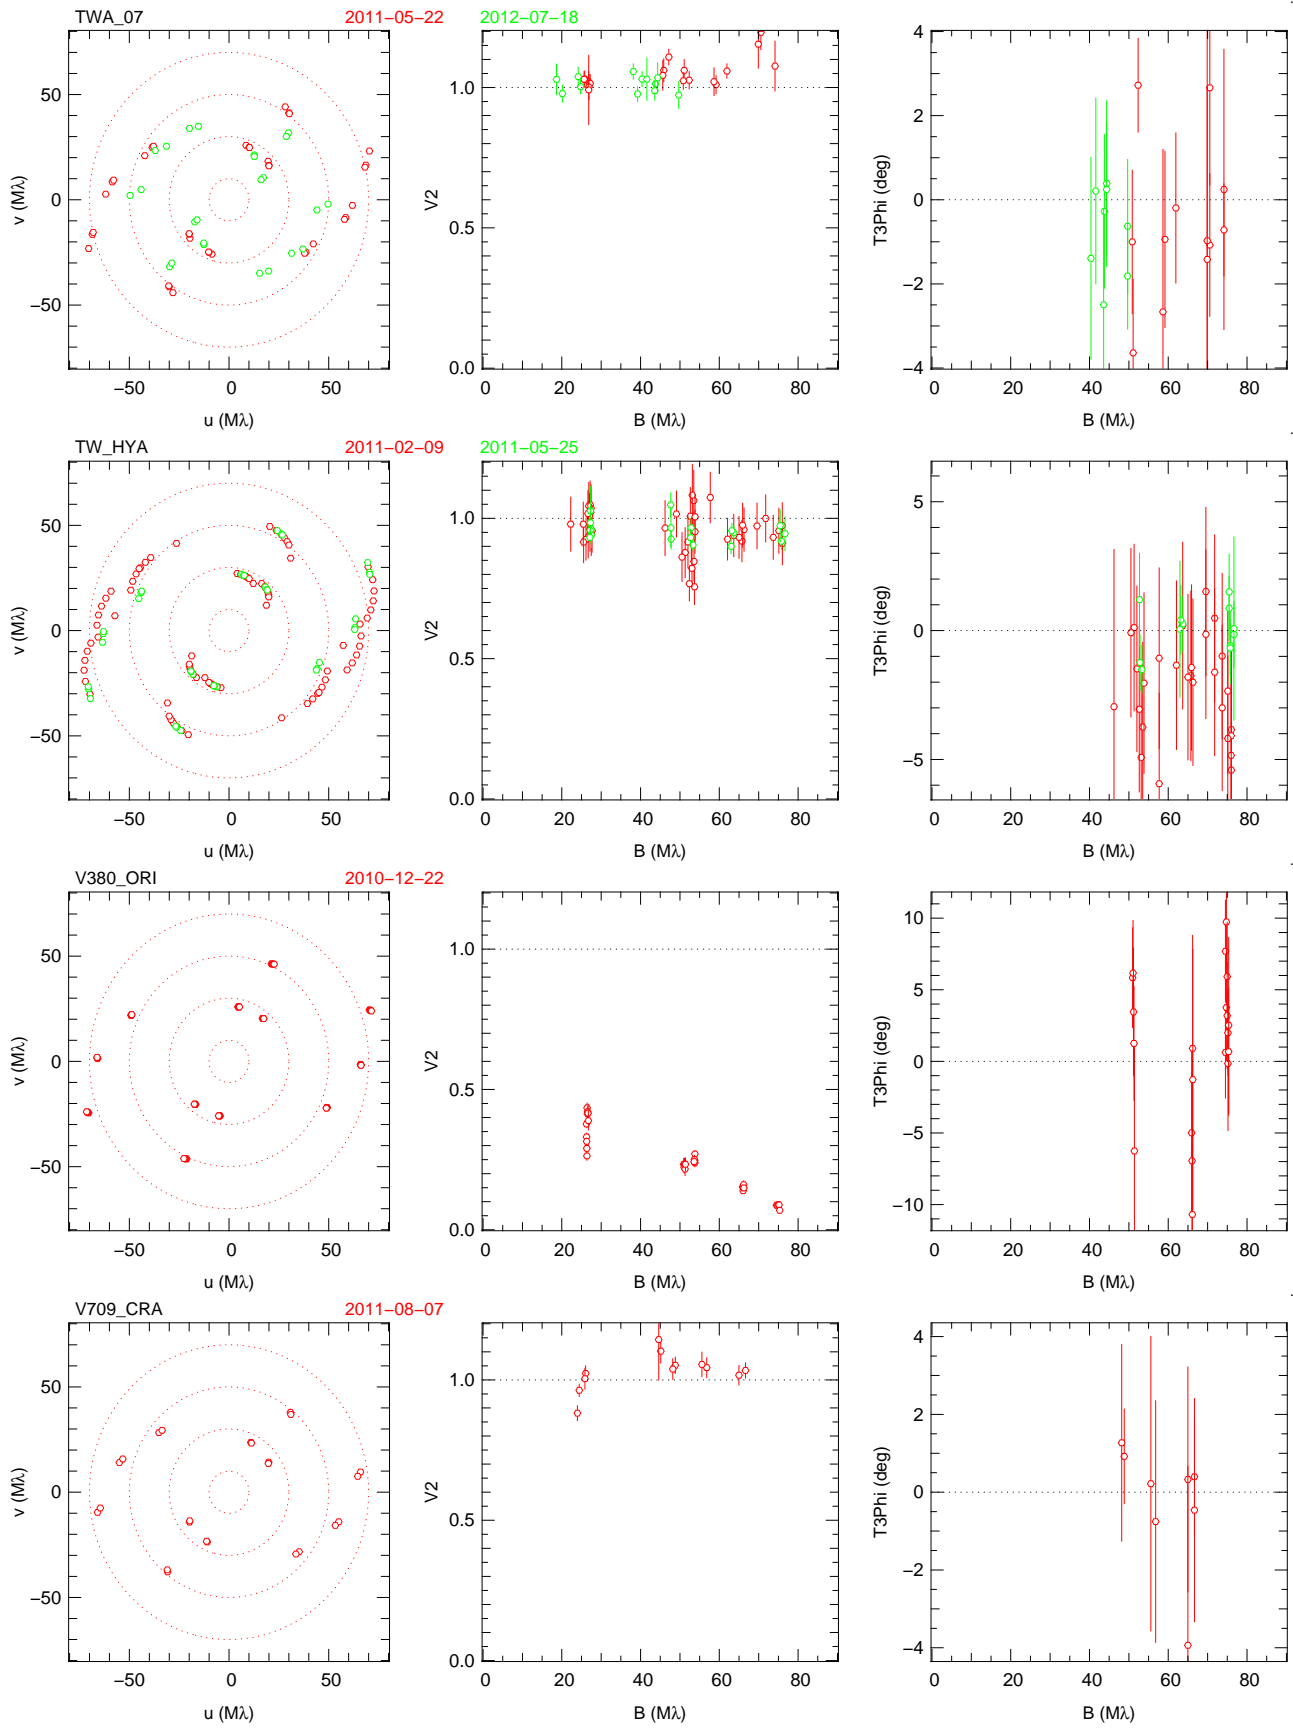 TWA_07 2011−05−22 2012−07−18
50
0
−50
−50 0 50
u (Mλ)
v (Mλ)
1.0
0.5
0.0
0 20 40 60 80
B (Mλ)
V2
4
2
0
−2
−4
0 20 40 60 80
B (Mλ)
T3Phi (deg)
TW_HYA 2011−02−09 2011−05−25
50
0
−50
−50 0 50
u (Mλ)
v (Mλ)
1.0
0.5
0.0
0 20 40 60 80
B (Mλ)
V2
5
0
−5
0 20 40 60 80
B (Mλ)
T3Phi (deg)
V380_ORI 2010−12−22
50
0
−50
−50 0 50
u (Mλ)
v (Mλ)
1.0
0.5
0.0
0 20 40 60 80
B (Mλ)
V2
10
5
0
−5
−10
0 20 40 60 80
B (Mλ)
T3Phi (deg)
V709_CRA 2011−08−07
50
0
−50
−50 0 50
u (Mλ)
v (Mλ)
1.0
0.5
0.0
0 20 40 60 80
B (Mλ)
V2
4
2
0
−2
−4
0 20 40 60 80
B (Mλ)
T3Phi (deg)